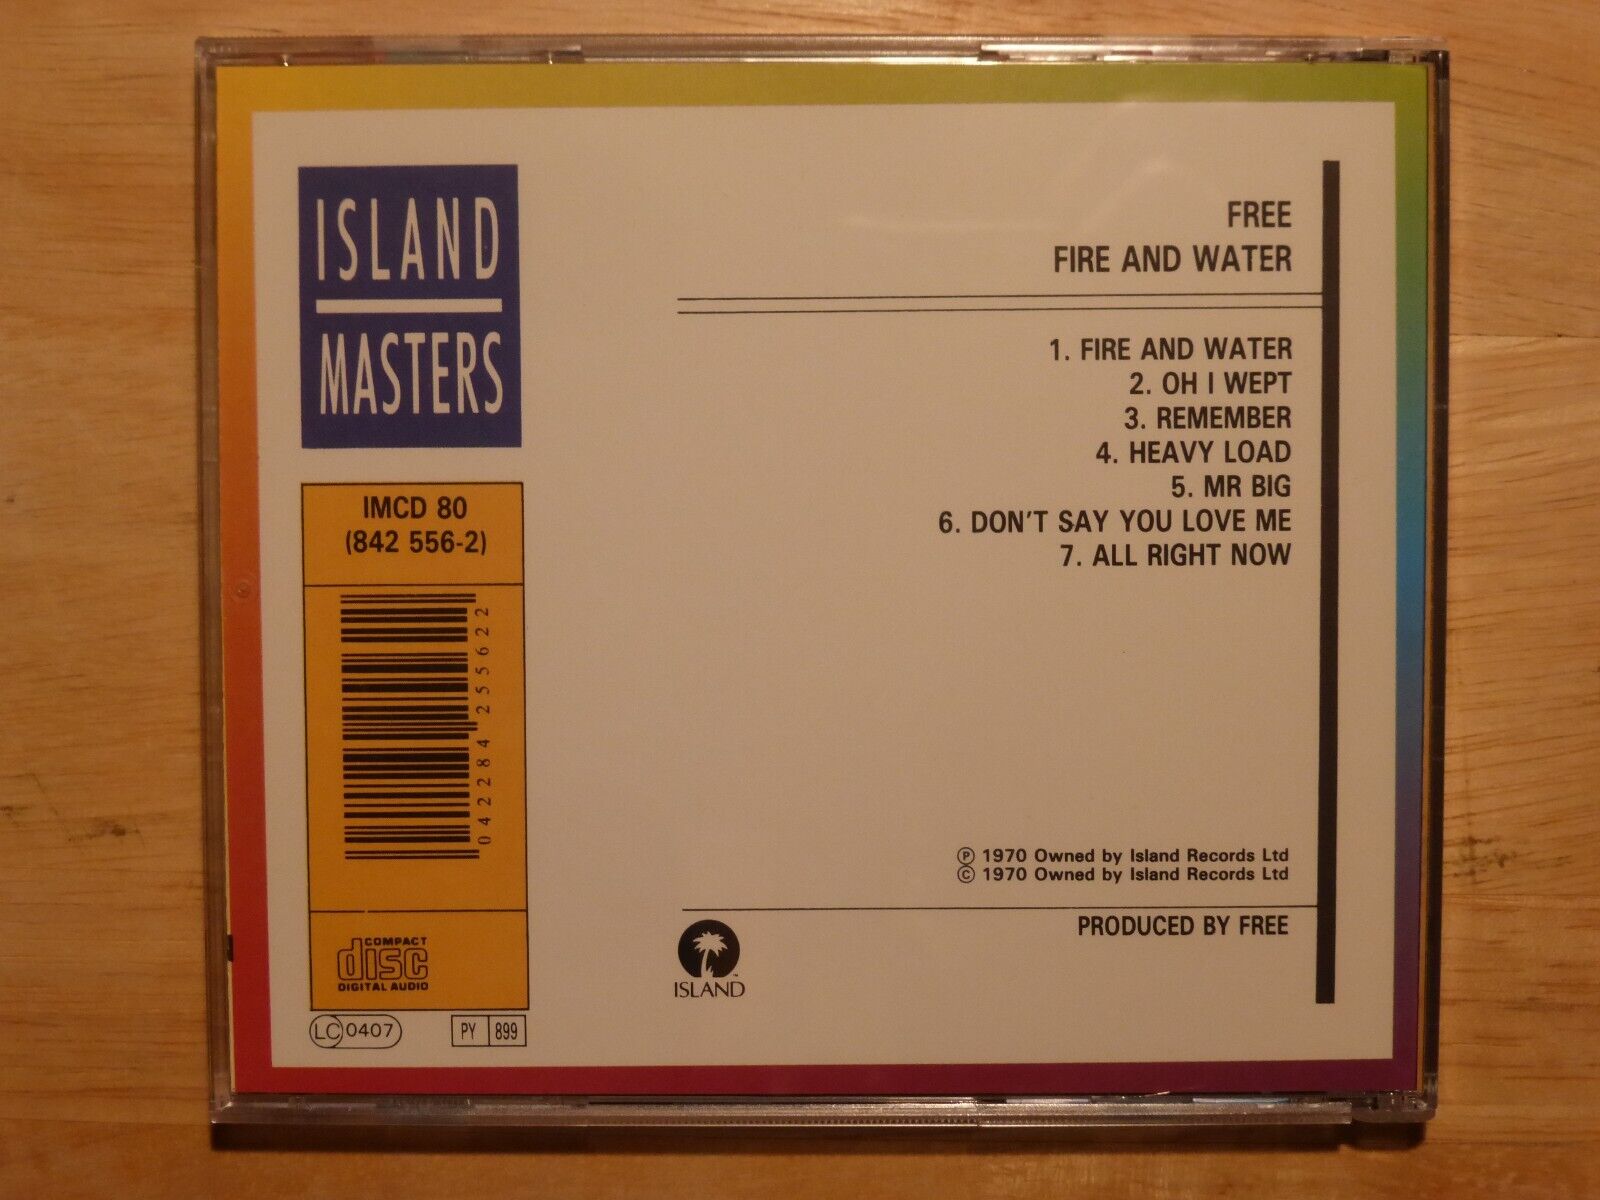 ISLAND
MASTERS
IMCD 80
(842 556-2)
042284 255622
COMPACT
disc
DIGITAL AUDIO
LC 0407
PY 899
FREE
FIRE AND WATER
1. FIRE AND WATER
2. OH I WEPT
3. REMEMBER
4. HEAVY LOAD
5. MR BIG
6. DON'T SAY YOU LOVE ME
7. ALL RIGHT NOW
Ⓟ 1970 Owned by Island Records Ltd
© 1970 Owned by Island Records Ltd
PRODUCED BY FREE
ISLAND